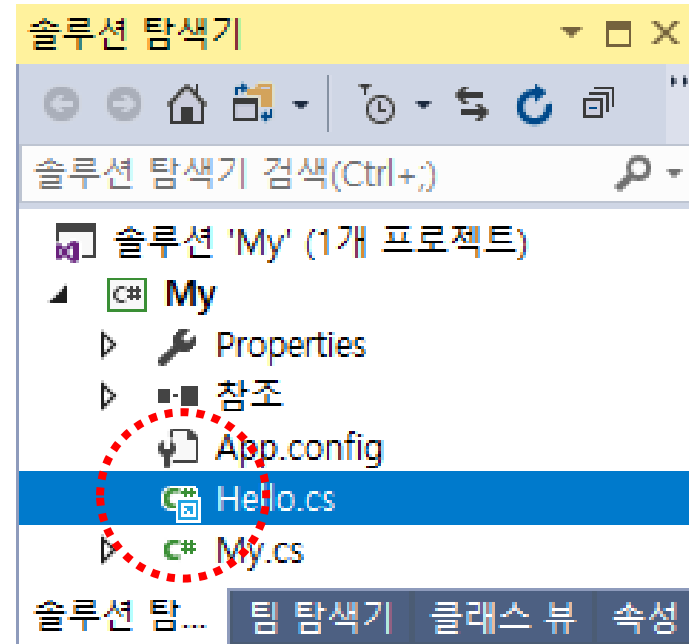 솔루션 탐색기
솔루션 탐색기 검색(Ctrl+;)
솔루션 'My' (1개 프로젝트)
C# My
Properties
참조
App.config
C# Hello.cs
C# My.cs
솔루션 탐... 팀 탐색기 클래스 뷰 속성